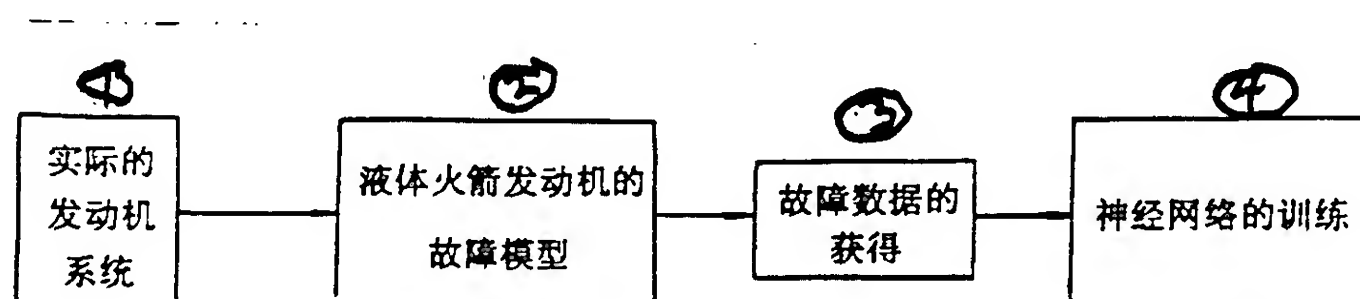 ① ② ③ ④
实际的
发动机
系统
液体火箭发动机的
故障模型
故障数据的
获得
神经网络的训练